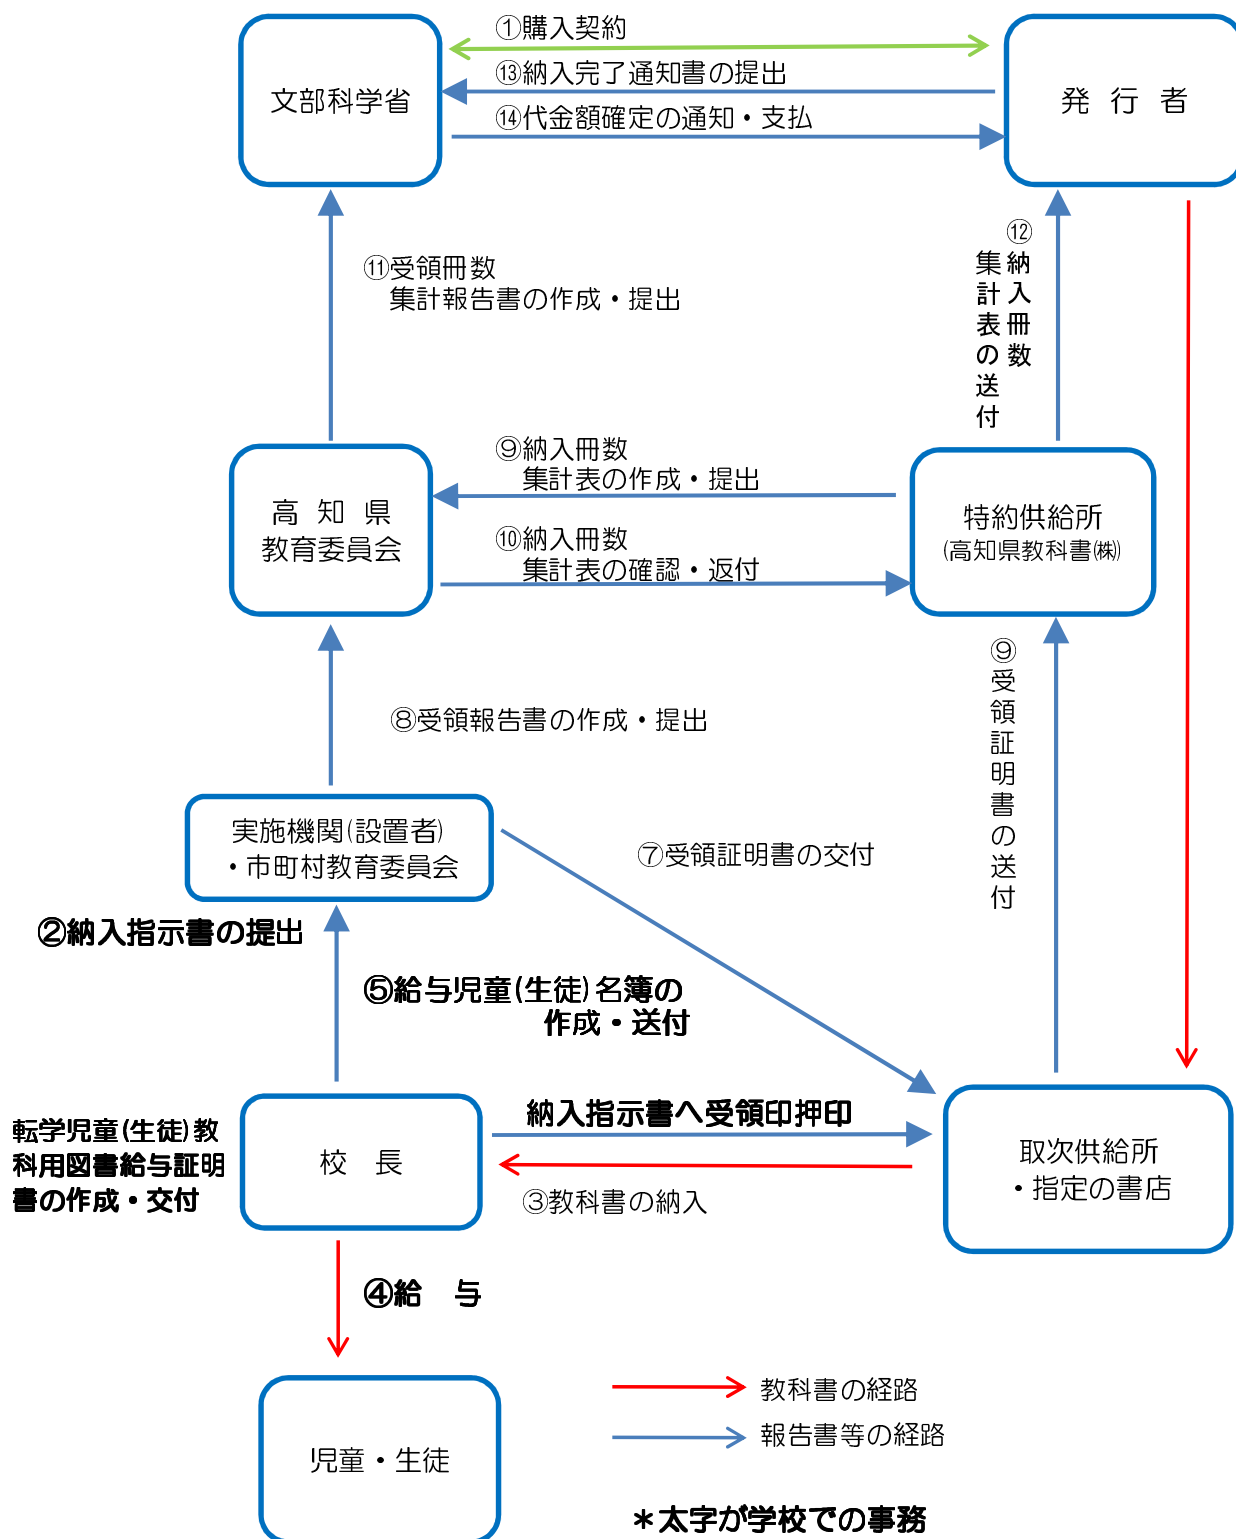 ①購入契約
文部科学省
⑬納入完了通知書の提出
発　行　者
⑭代金額確定の通知・支払
⑪受領冊数
集計報告書の作成・提出
⑫納入冊数
集計表の送付
⑨納入冊数
集計表の作成・提出
高　知　県
教育委員会
⑩納入冊数
集計表の確認・返付
特約供給所
(高知県教科書㈱)
⑧受領報告書の作成・提出
⑨受領証明書の送付
実施機関(設置者)
・市町村教育委員会
⑦受領証明書の交付
②納入指示書の提出
⑤給与児童(生徒)名簿の
作成・送付
転学児童(生徒)教
科用図書給与証明
書の作成・交付
校　長
納入指示書へ受領印押印
③教科書の納入
取次供給所
・指定の書店
④給　与
児童・生徒
教科書の経路
報告書等の経路
＊太字が学校での事務